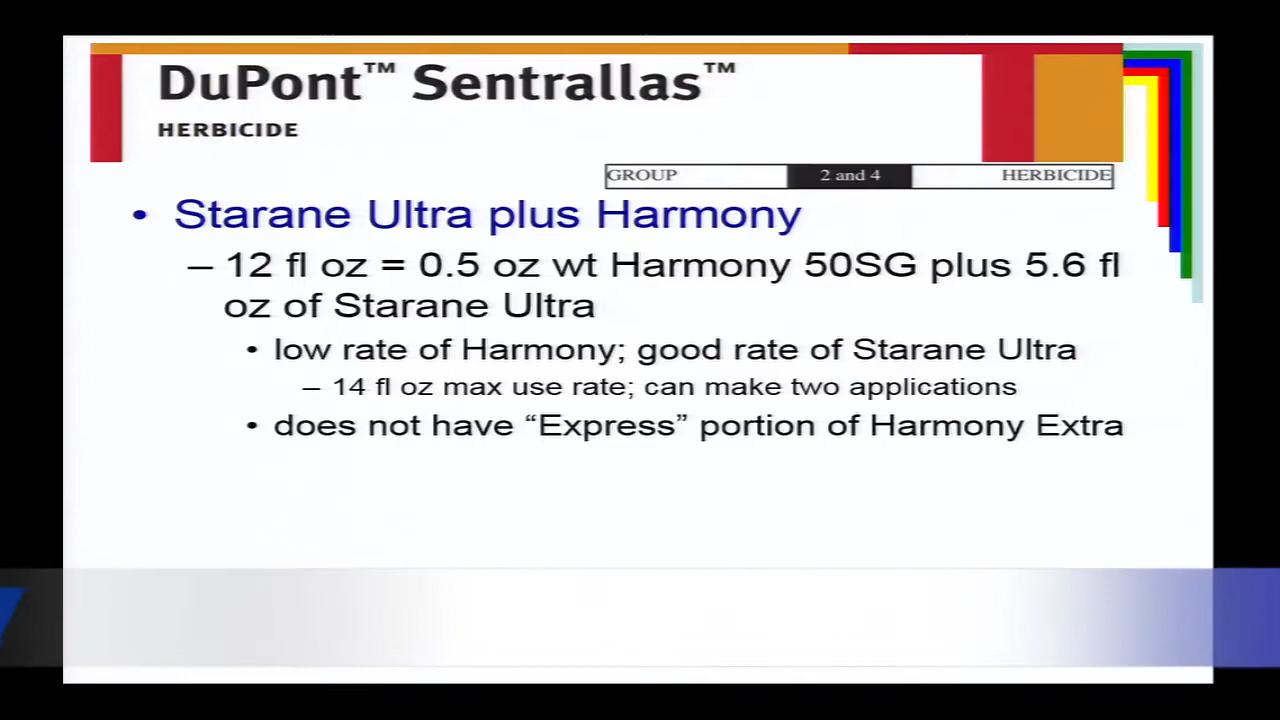 DuPont™ Sentrallas™
HERBICIDE
GROUP 2 and 4 HERBICIDE
• Starane Ultra plus Harmony
– 12 fl oz = 0.5 oz wt Harmony 50SG plus 5.6 fl
oz of Starane Ultra
• low rate of Harmony; good rate of Starane Ultra
– 14 fl oz max use rate; can make two applications
• does not have “Express” portion of Harmony Extra